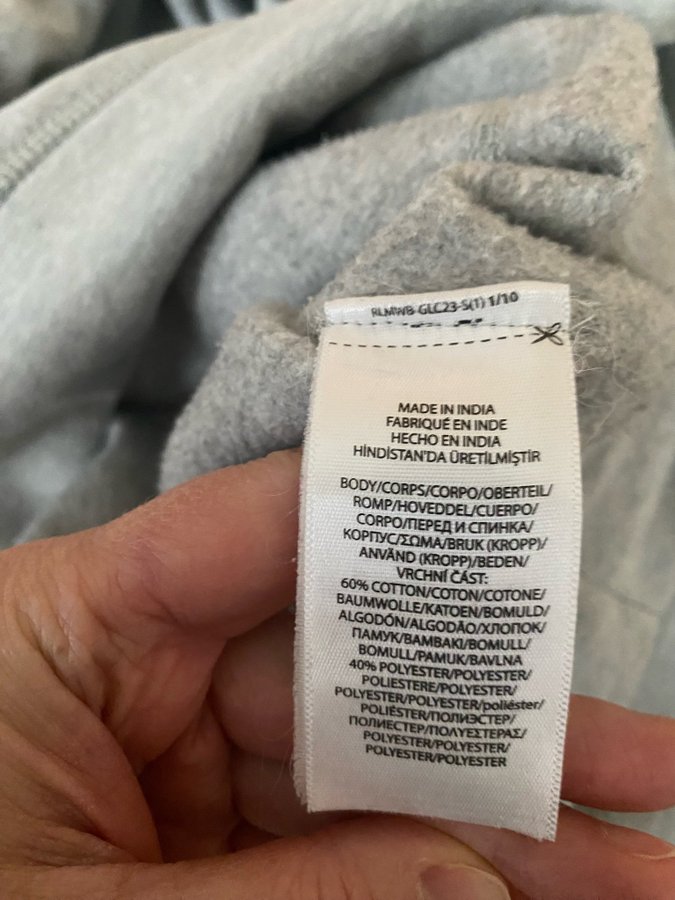 RLMWB-GLC23-S(1) 1/10
MADE IN INDIA
FABRIQUÉ EN INDE
HECHO EN INDIA
HİNDİSTAN'DA ÜRETİLMİŞTİR
BODY/CORPS/CORPO/OBERTEIL/
ROMP/HOVEDDEL/CUERPO/
CORPO/ПЕРЕД И СПИНКА/
КОРПУС/ΣΩΜΑ/BRUK (KROPP)/
ANVÄND (KROPP)/BEDEN/
VRCHNÍ ČÁST:
60% COTTON/COTON/COTONE/
BAUMWOLLE/KATOEN/BOMULD/
ALGODÓN/ALGODÃO/ХЛОПОК/
ПАМУК/BAMBAKI/BOMULL/
BOMULL/PAMUK/BAVLNA
40% POLYESTER/POLYESTER/
POLIESTERE/POLYESTER/
POLYESTER/POLYESTER/poliéster/
POLIÉSTER/ПОЛИЭСТЕР/
ПОЛИЕСТЕР/ΠΟΛΥΕΣΤΕΡΑΣ/
POLYESTER/POLYESTER/
POLYESTER/POLYESTER